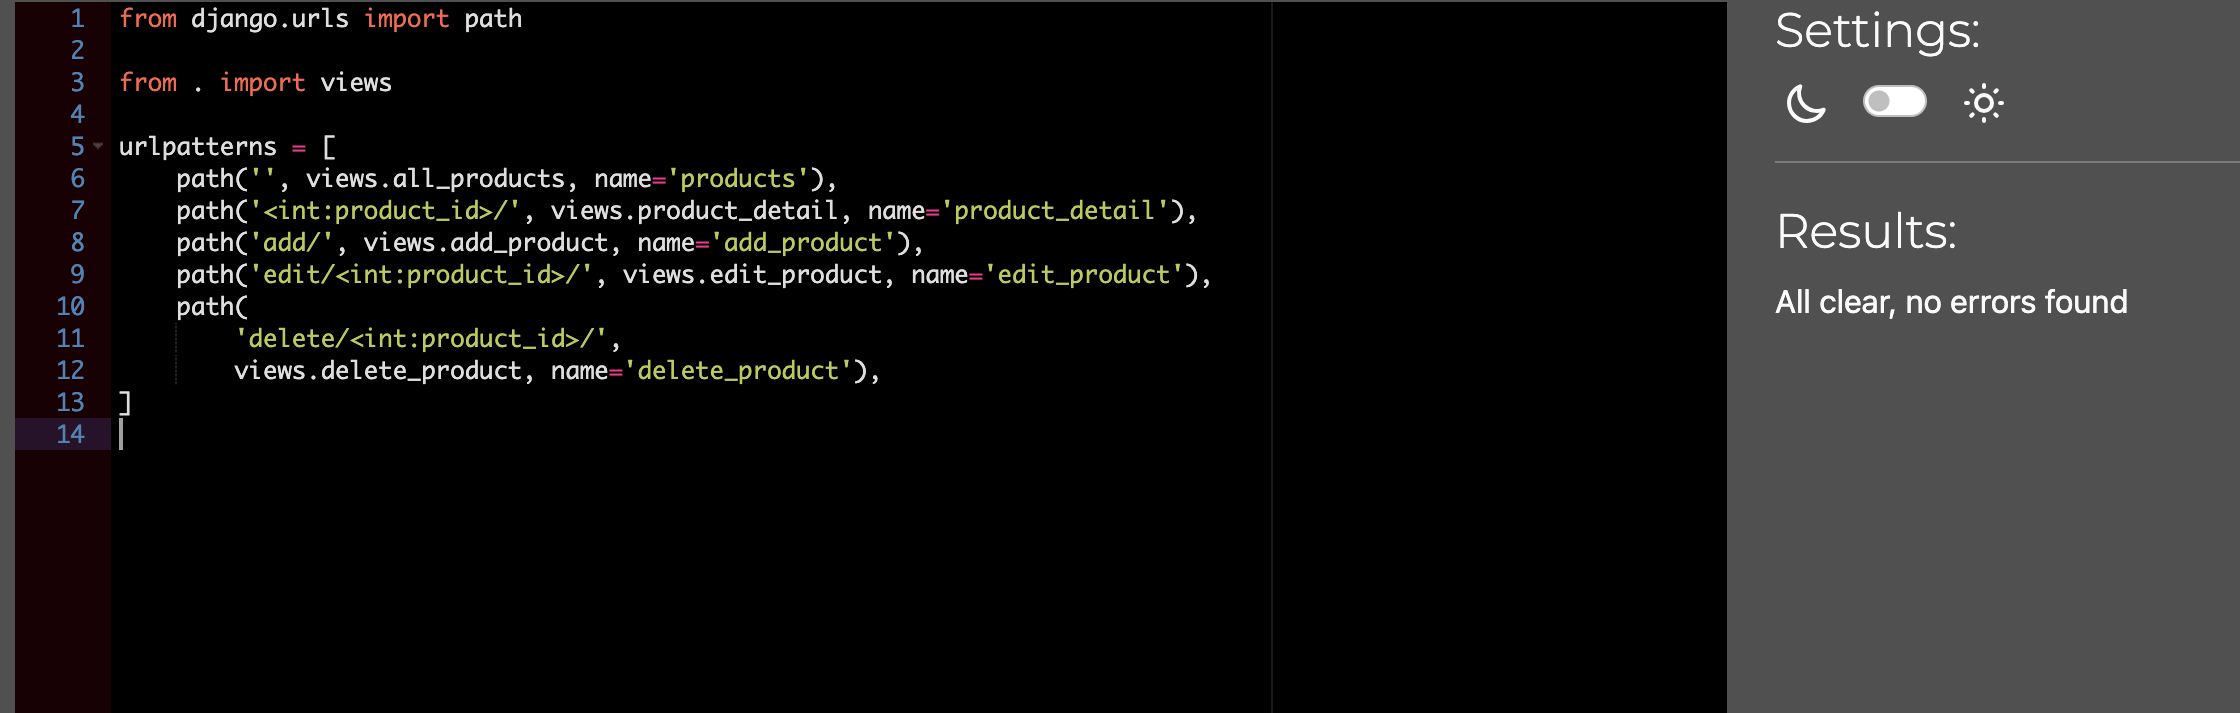 1 from django.urls import path
2
3 from . import views
4
5 urlpatterns = [
6     path('', views.all_products, name='products'),
7     path('<int:product_id>/', views.product_detail, name='product_detail'),
8     path('add/', views.add_product, name='add_product'),
9     path('edit/<int:product_id>/', views.edit_product, name='edit_product'),
10     path(
11         'delete/<int:product_id>/',
12         views.delete_product, name='delete_product'),
13 ]
14
Settings:
Results:
All clear, no errors found